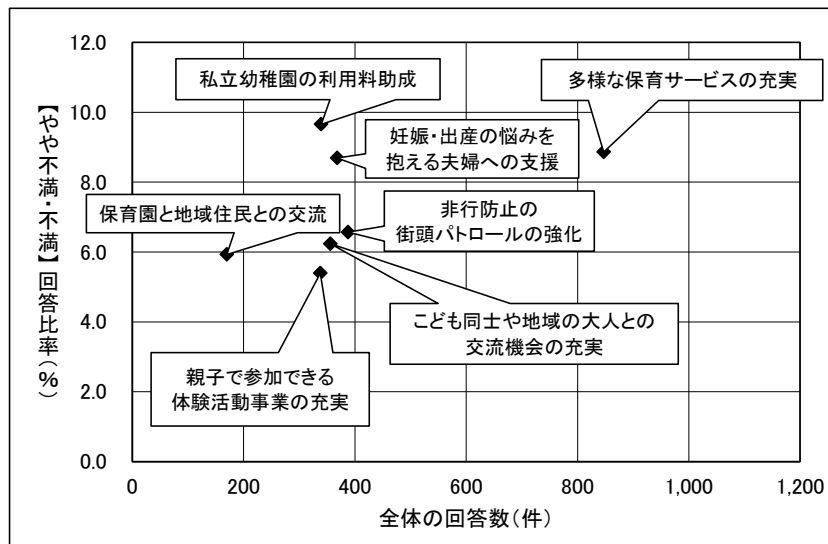 12.0
10.0
8.0
6.0
4.0
2.0
0.0
【やや不満・不満】回答比率(%)
私立幼稚園の利用料助成
多様な保育サービスの充実
妊娠・出産の悩みを
抱える夫婦への支援
保育園と地域住民との交流
非行防止の
街頭パトロールの強化
こども同士や地域の大人との
交流機会の充実
親子で参加できる
体験活動事業の充実
0
200
400
600
800
1,000
1,200
全体の回答数(件)